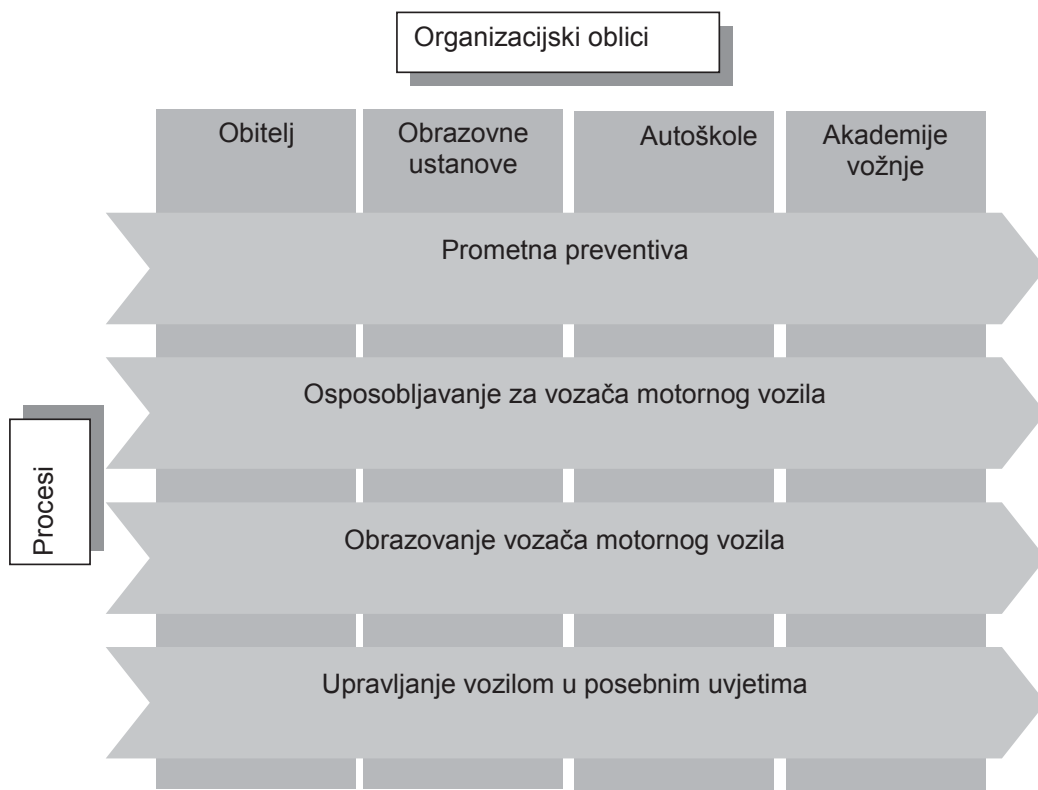 Organizacijski oblici
Obitelj
Obrazovne
ustanove
Autoškole
Akademije
vožnje
Prometna preventiva
Osposobljavanje za vozača motornog vozila
Procesi
Obrazovanje vozača motornog vozila
Upravljanje vozilom u posebnim uvjetima